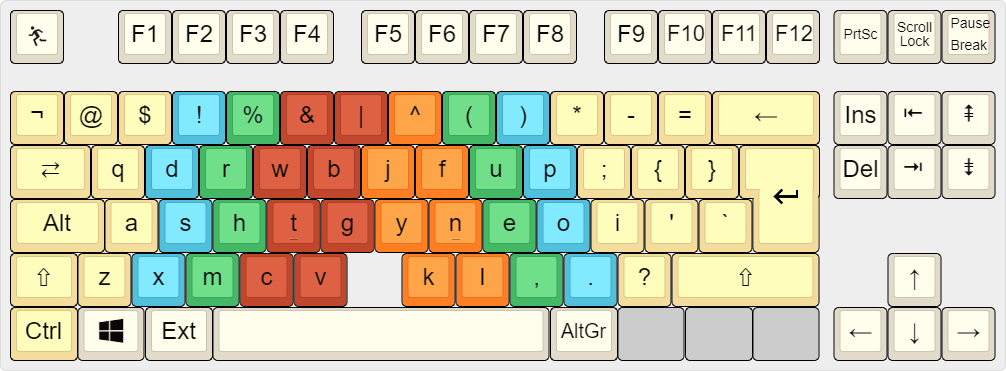 F1 F2 F3 F4 F5 F6 F7 F8 F9 F10 F11 F12 PrtSc Scroll Lock Pause Break
¬ @ $ ! % & | ^ ( ) * - = ← Ins ⇤ ⇞
⇄ q d r w b j f u p ; { } Del ⇥ ⇟
Alt a s h t g y n e o i ' ` ↵
⇧ z x m c v k l , . ? ⇧ ↑
Ctrl Ext AltGr ← ↓ →